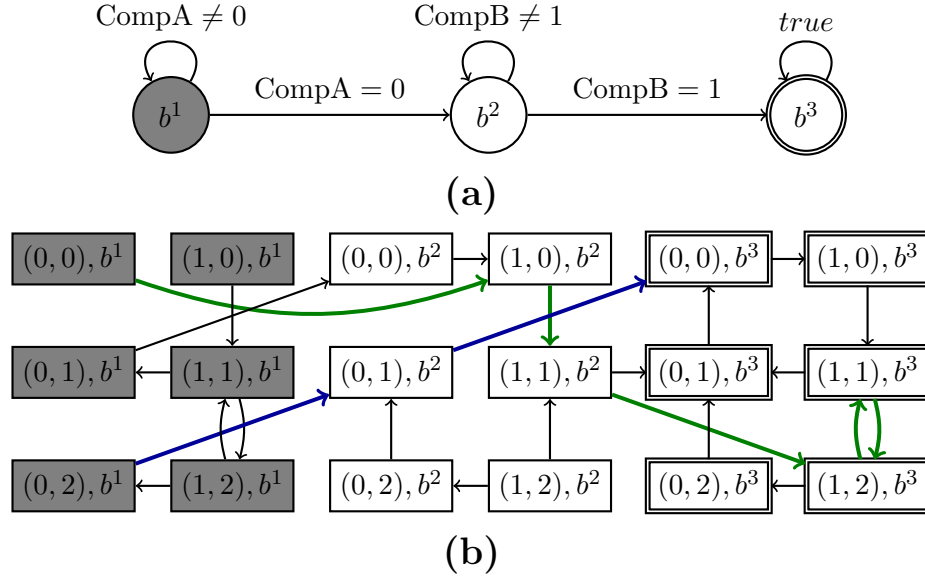 CompA ≠ 0 CompB ≠ 1 true
CompA = 0 CompB = 1
b¹ b² b³
(a)
(0, 0), b¹ (1, 0), b¹ (0, 0), b² (1, 0), b² (0, 0), b³ (1, 0), b³
(0, 1), b¹ (1, 1), b¹ (0, 1), b² (1, 1), b² (0, 1), b³ (1, 1), b³
(0, 2), b¹ (1, 2), b¹ (0, 2), b² (1, 2), b² (0, 2), b³ (1, 2), b³
(b)